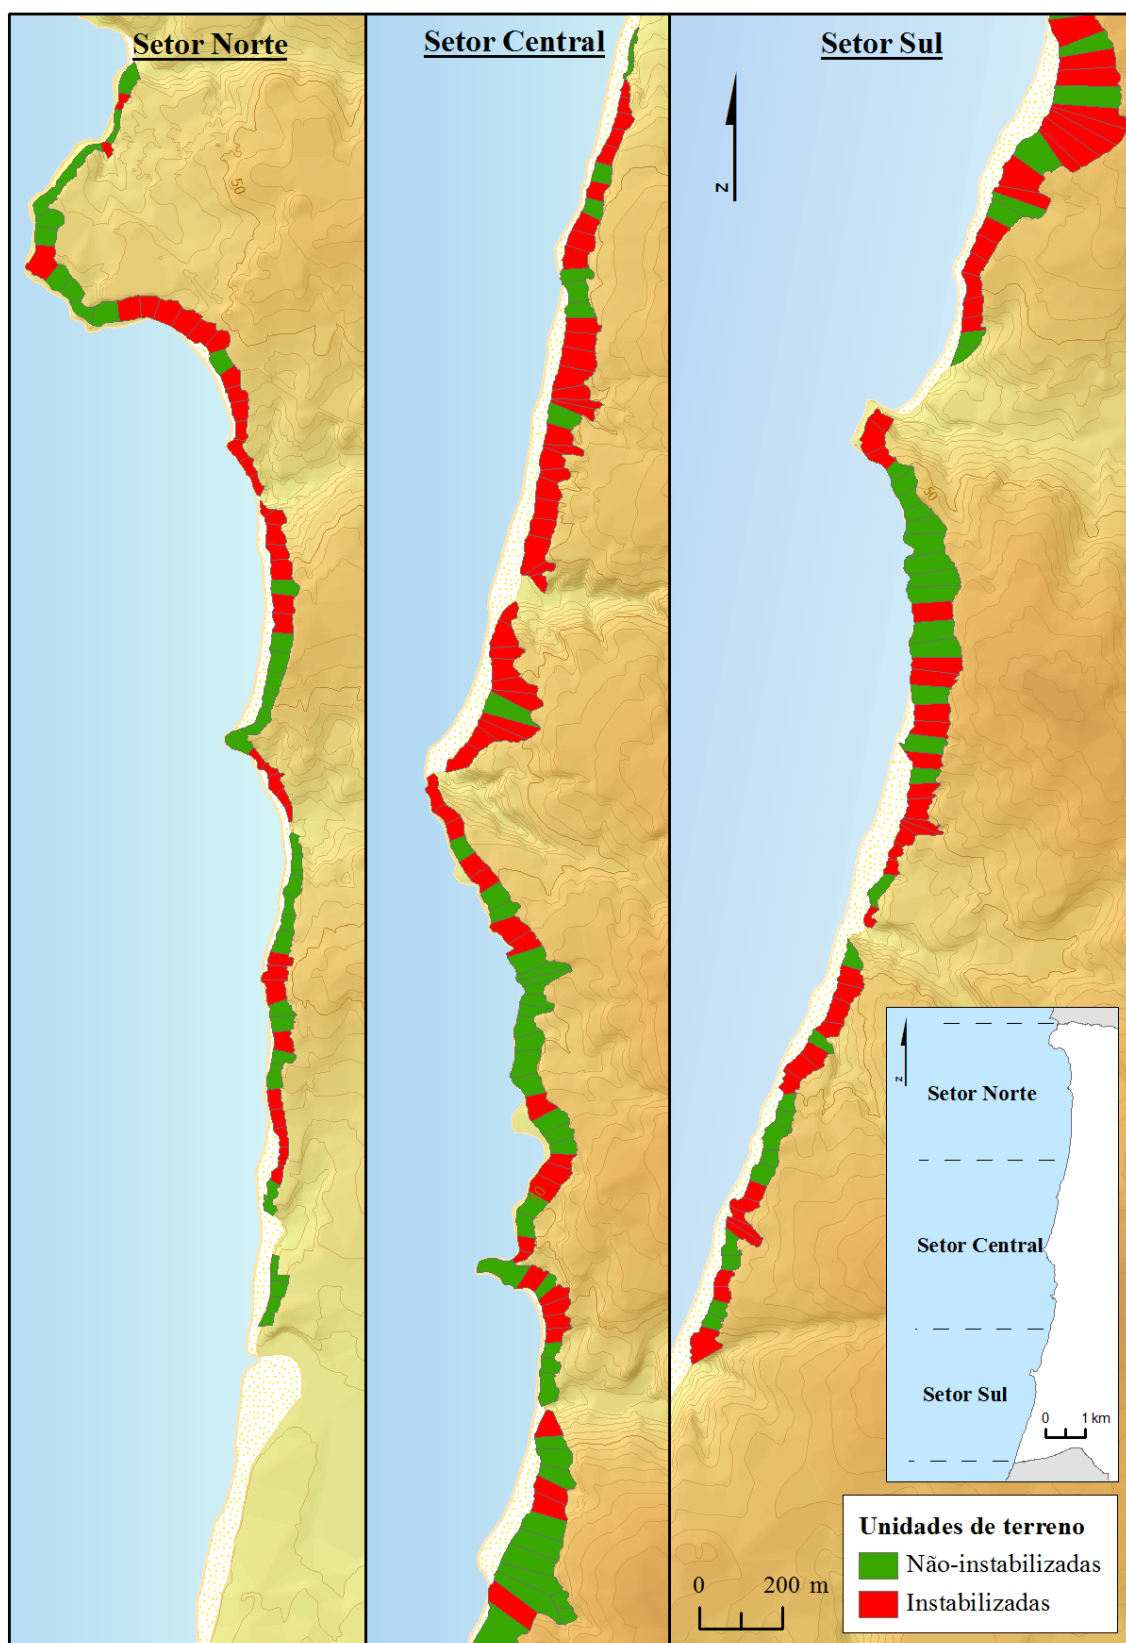 Setor Norte
Setor Central
Setor Sul
N
50
50
N
Setor Norte
Setor Central
Setor Sul
0 1 km
Unidades de terreno
Não-instabilizadas
Instabilizadas
0 200 m